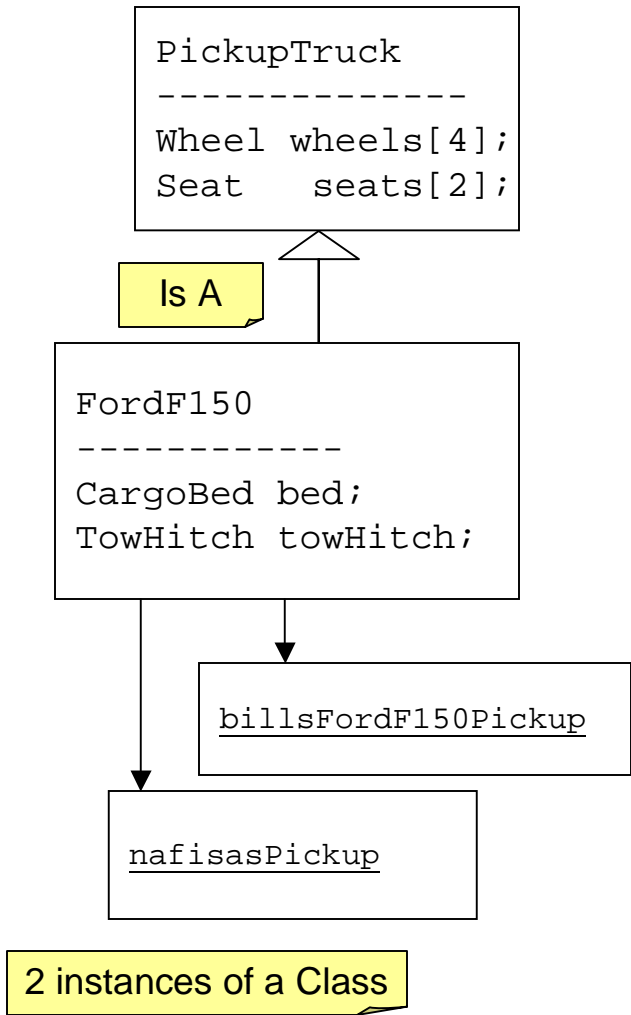 PickupTruck
--------------
Wheel wheels[4];
Seat   seats[2];
Is A
FordF150
------------
CargoBed bed;
TowHitch towHitch;
billsFordF150Pickup
nafisasPickup
2 instances of a Class